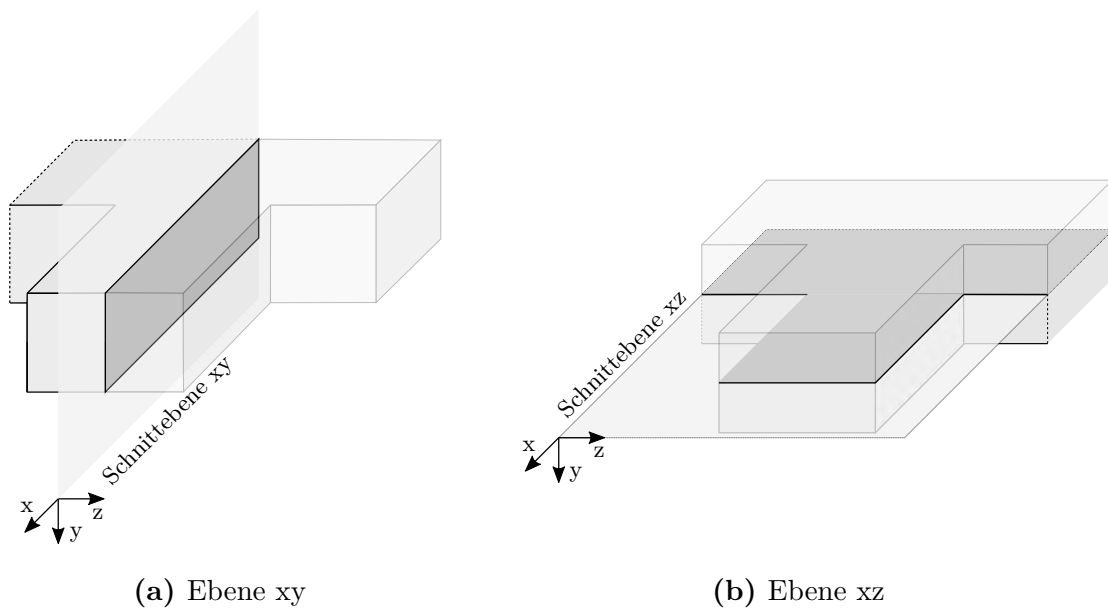 Schnittebene xy
x
y
z
Schnittebene xz
x
y
z
(a) Ebene xy
(b) Ebene xz